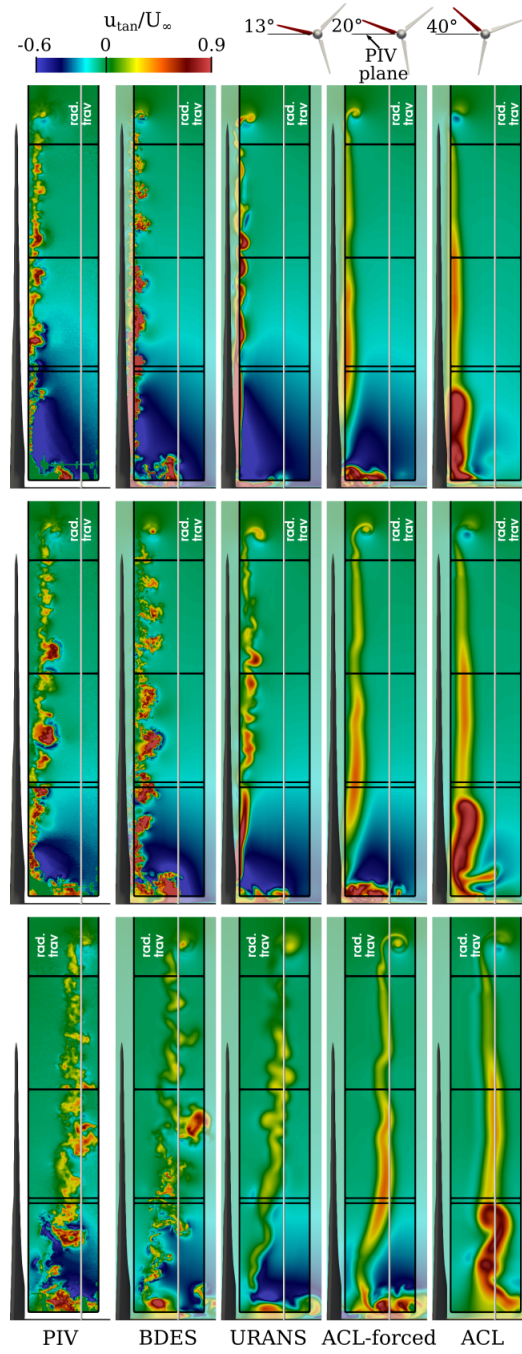 u_tan/U_∞
-0.6 0 0.9
13° 20° 40°
PIV
plane
rad. trav rad. trav rad. trav rad. trav rad. trav
rad. trav rad. trav rad. trav rad. trav rad. trav
rad. trav rad. trav rad. trav rad. trav rad. trav
PIV BDES URANS ACL-forced ACL